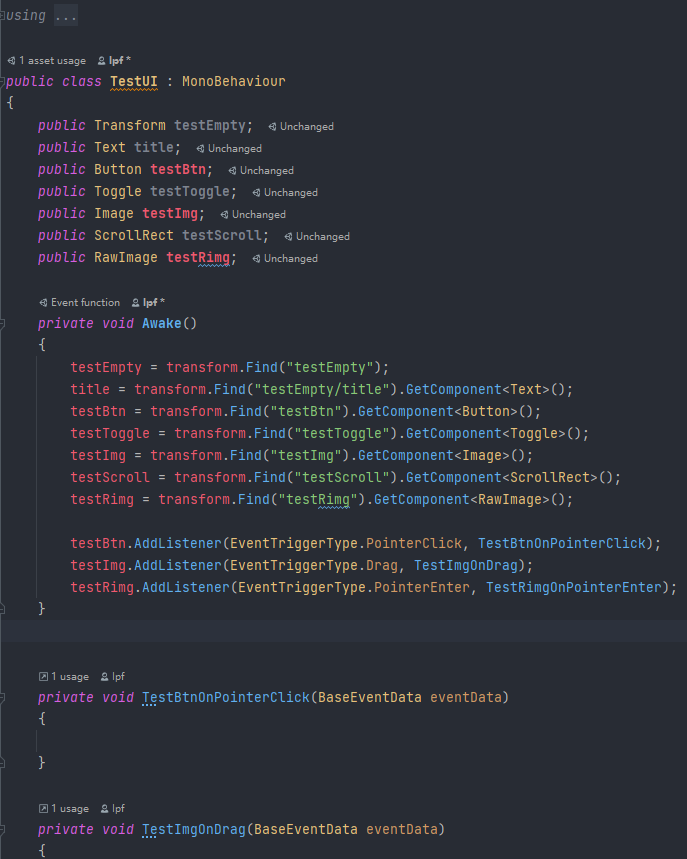 using ...
1 asset usage lpf *
public class TestUI : MonoBehaviour
{
public Transform testEmpty; Unchanged
public Text title; Unchanged
public Button testBtn; Unchanged
public Toggle testToggle; Unchanged
public Image testImg; Unchanged
public ScrollRect testScroll; Unchanged
public RawImage testRimg; Unchanged
Event function lpf *
private void Awake()
{
testEmpty = transform.Find("testEmpty");
title = transform.Find("testEmpty/title").GetComponent<Text>();
testBtn = transform.Find("testBtn").GetComponent<Button>();
testToggle = transform.Find("testToggle").GetComponent<Toggle>();
testImg = transform.Find("testImg").GetComponent<Image>();
testScroll = transform.Find("testScroll").GetComponent<ScrollRect>();
testRimg = transform.Find("testRimg").GetComponent<RawImage>();
testBtn.AddListener(EventTriggerType.PointerClick, TestBtnOnPointerClick);
testImg.AddListener(EventTriggerType.Drag, TestImgOnDrag);
testRimg.AddListener(EventTriggerType.PointerEnter, TestRimgOnPointerEnter);
}
1 usage lpf
private void TestBtnOnPointerClick(BaseEventData eventData)
{
}
1 usage lpf
private void TestImgOnDrag(BaseEventData eventData)
{